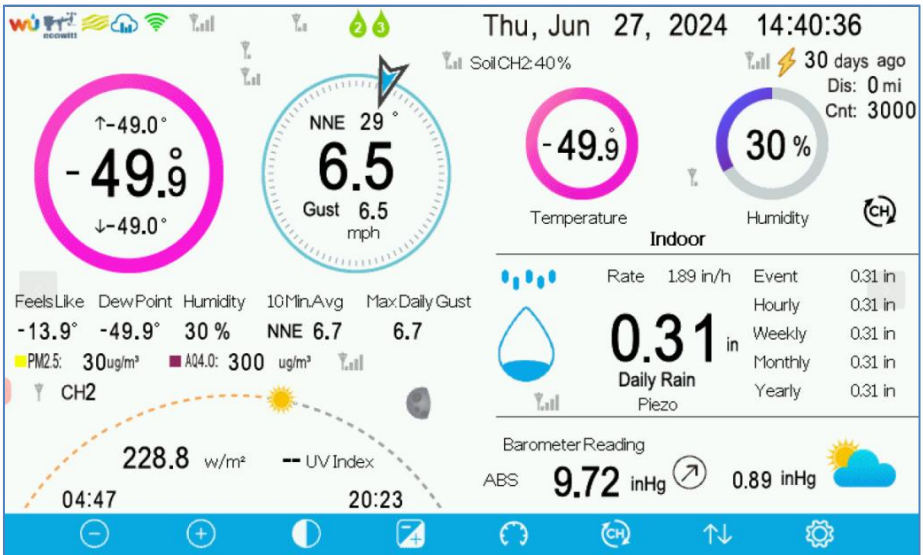 WU ecowitt
2 3
Thu, Jun 27, 2024 14:40:36
Soil CH2: 40%
30 days ago
Dis: 0 mi
Cnt: 3000
↑-49.0°
-49.9°
↓-49.0°
NNE 29 °
6.5
Gust 6.5
mph
-49.9°
Temperature
30 %
Humidity
CH
Indoor
Feels Like Dew Point Humidity 10 Min.Avg Max Daily Gust
-13.9° -49.9° 30 % NNE 6.7 6.7
PM2.5: 30ug/m³ AQ4.0: 300 ug/m³
CH2
228.8 w/m² -- UV Index
04:47 20:23
Rate 1.89 in/h
0.31 in
Daily Rain
Piezo
Event 0.31 in
Hourly 0.31 in
Weekly 0.31 in
Monthly 0.31 in
Yearly 0.31 in
Barometer Reading
ABS 9.72 inHg 0.89 inHg
CH